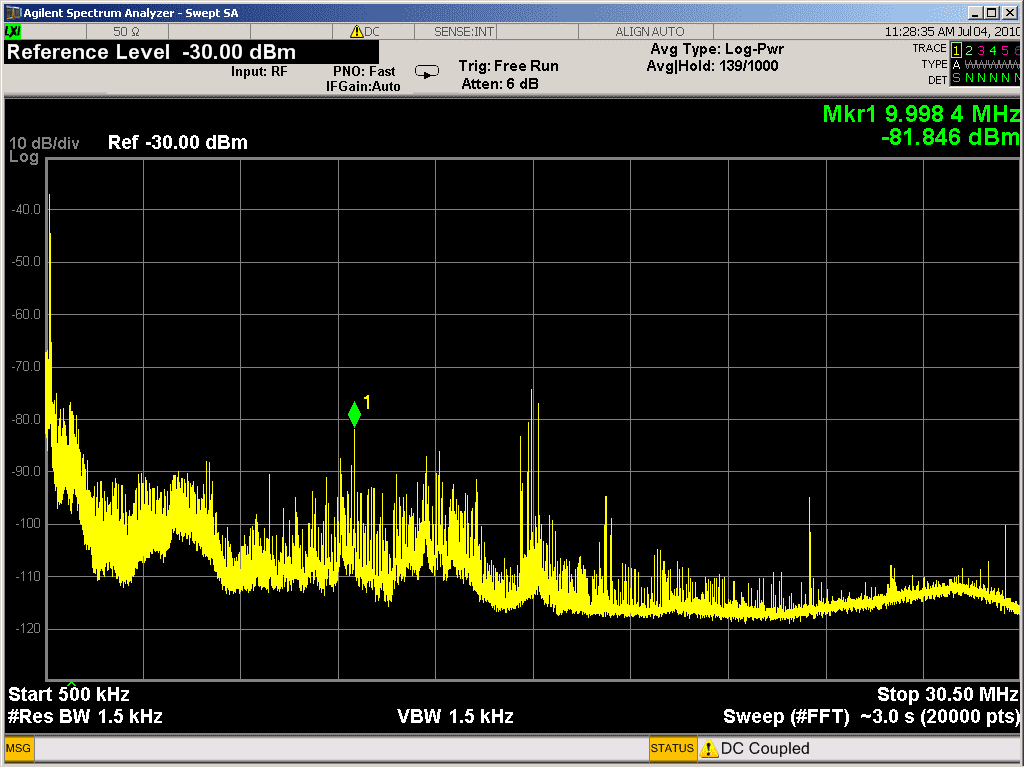 Agilent Spectrum Analyzer - Swept SA
LXI 50 Ω DC SENSE:INT ALIGN AUTO 11:28:35 AM Jul 04, 2010
Reference Level -30.00 dBm
Input: RF
PNO: Fast
IFGain:Auto
Trig: Free Run
Atten: 6 dB
Avg Type: Log-Pwr
Avg|Hold: 139/1000
TRACE 1 2 3 4 5 6
TYPE A W W W W W
DET S N N N N N
Mkr1 9.998 4 MHz
-81.846 dBm
10 dB/div Ref -30.00 dBm
Log
-40.0
-50.0
-60.0
-70.0
1
-80.0
-90.0
-100
-110
-120
Start 500 kHz Stop 30.50 MHz
#Res BW 1.5 kHz VBW 1.5 kHz Sweep (#FFT) ~3.0 s (20000 pts)
MSG STATUS DC Coupled